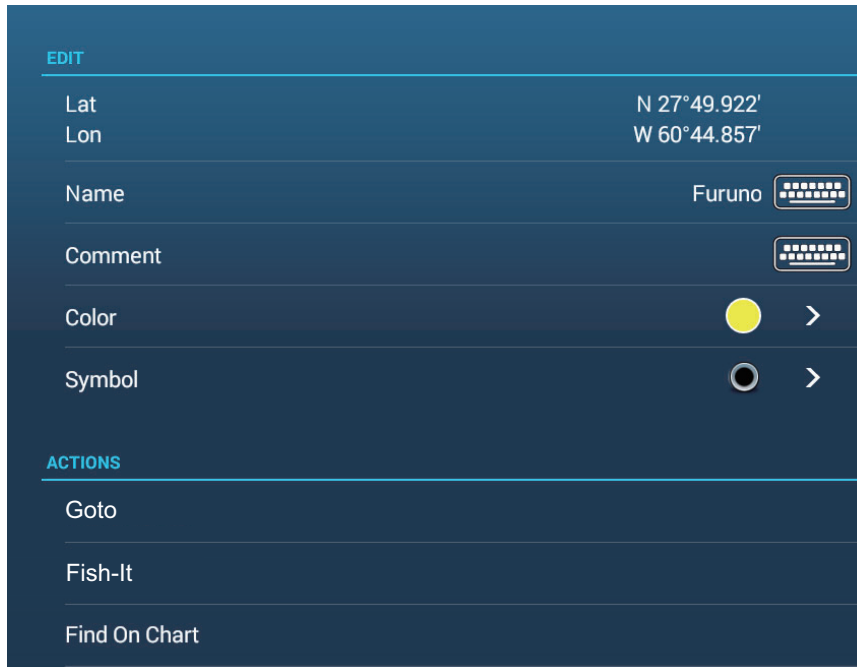 EDIT
Lat N 27°49.922'
Lon W 60°44.857'
Name Furuno
Comment
Color
Symbol
ACTIONS
Goto
Fish-It
Find On Chart